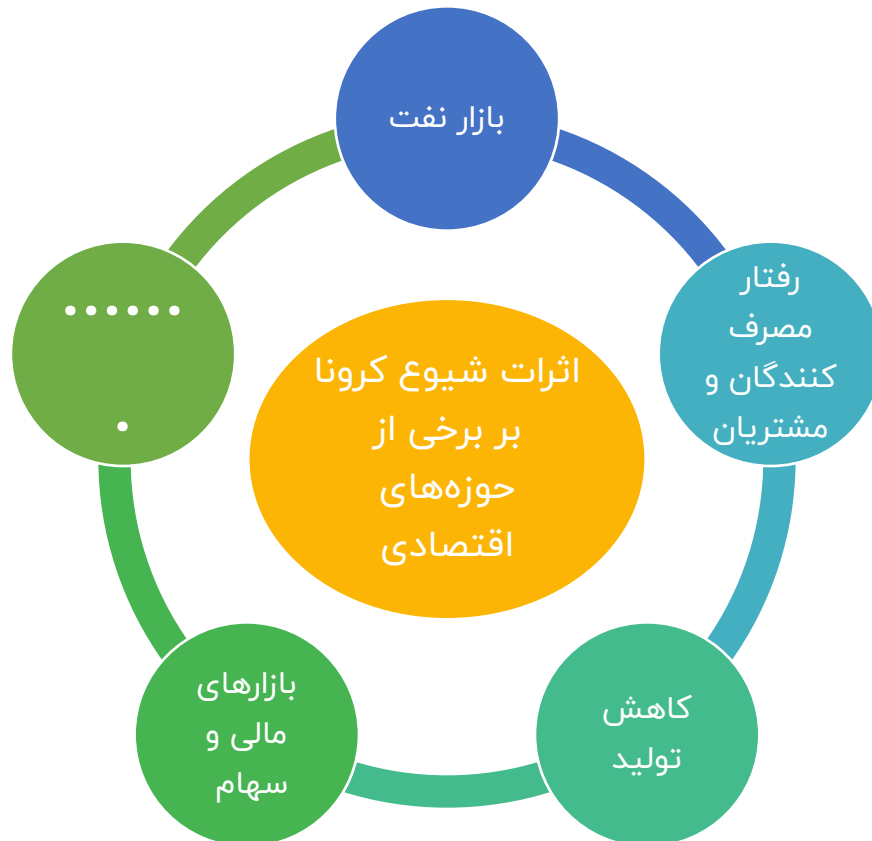 بازار نفت
رفتار
مصرف
کنندگان و
مشتریان
کاهش
تولید
بازارهای
مالی و
سهام
......
.
اثرات شیوع کرونا
بر برخی از
حوزه‌های
اقتصادی